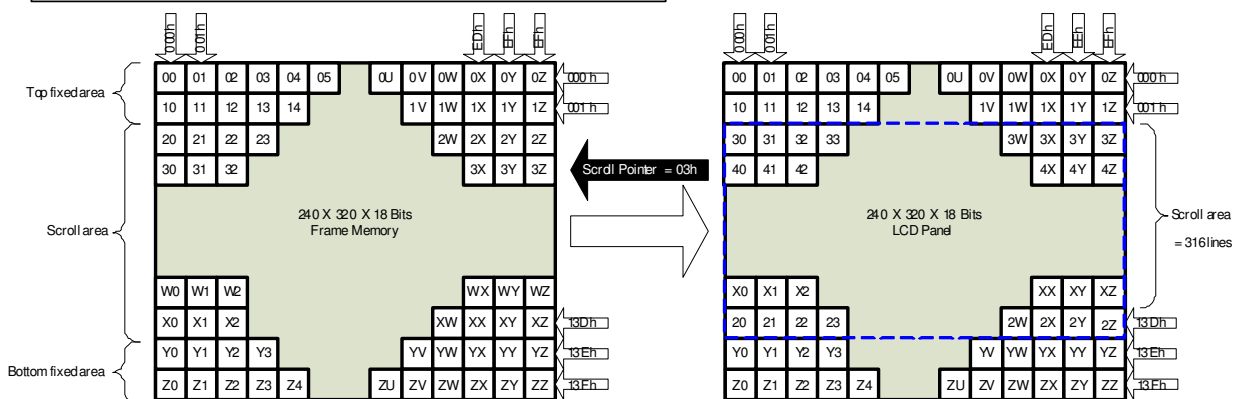 000h 001h EDh EEh EFh 000h 001h EDh EEh EFh
00 01 02 03 04 05 0U 0V 0W 0X 0Y 0Z 000h 00 01 02 03 04 05 0U 0V 0W 0X 0Y 0Z 000h
Top fixed area
10 11 12 13 14 1V 1W 1X 1Y 1Z 001h 10 11 12 13 14 1V 1W 1X 1Y 1Z 001h
20 21 22 23 2W 2X 2Y 2Z 30 31 32 33 3W 3X 3Y 3Z
30 31 32 3X 3Y 3Z Scroll Pointer = 03h 40 41 42 4X 4Y 4Z
240 X 320 X 18 Bits 240 X 320 X 18 Bits Scroll area
Scroll area Frame Memory LCD Panel
= 316 lines
W0 W1 W2 WX WY WZ X0 X1 X2 XX XY XZ
X0 X1 X2 XW XX XY XZ 13Dh 20 21 22 23 2W 2X 2Y 2Z 13Dh
Y0 Y1 Y2 Y3 YV YW YX YY YZ 13Eh Y0 Y1 Y2 Y3 YV YW YX YY YZ 13Eh
Bottom fixed area
Z0 Z1 Z2 Z3 Z4 ZU ZV ZW ZX ZY ZZ 13Fh Z0 Z1 Z2 Z3 Z4 ZU ZV ZW ZX ZY ZZ 13Fh